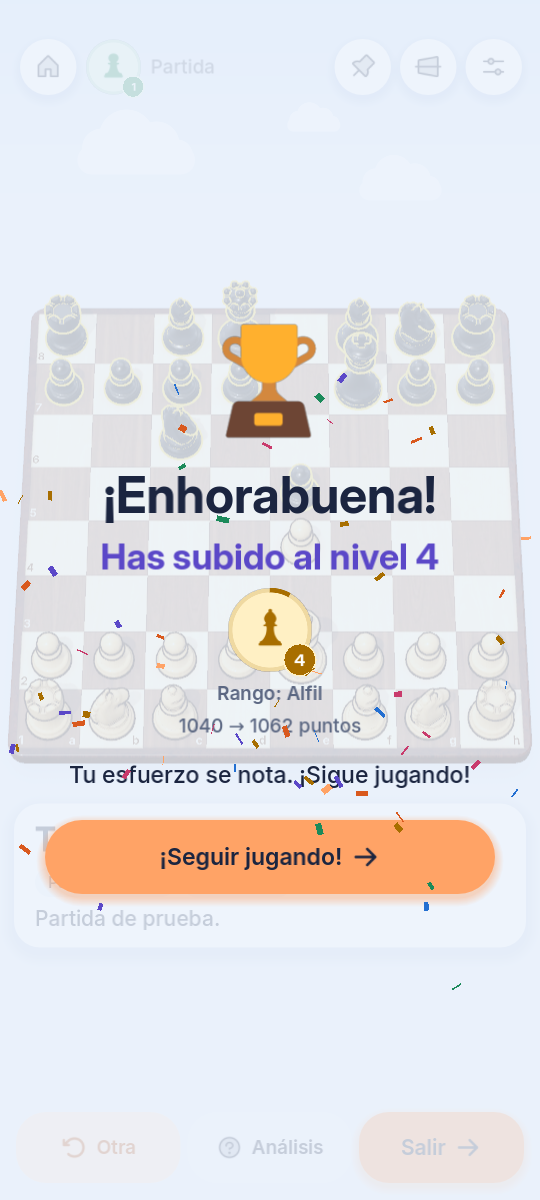 1
Partida
¡Enhorabuena!
Has subido al nivel 4
4
Rango: Alfil
1040 → 1062 puntos
Tu esfuerzo se nota. ¡Sigue jugando!
¡Seguir jugando! →
Partida de prueba.
Otra
Análisis
Salir →